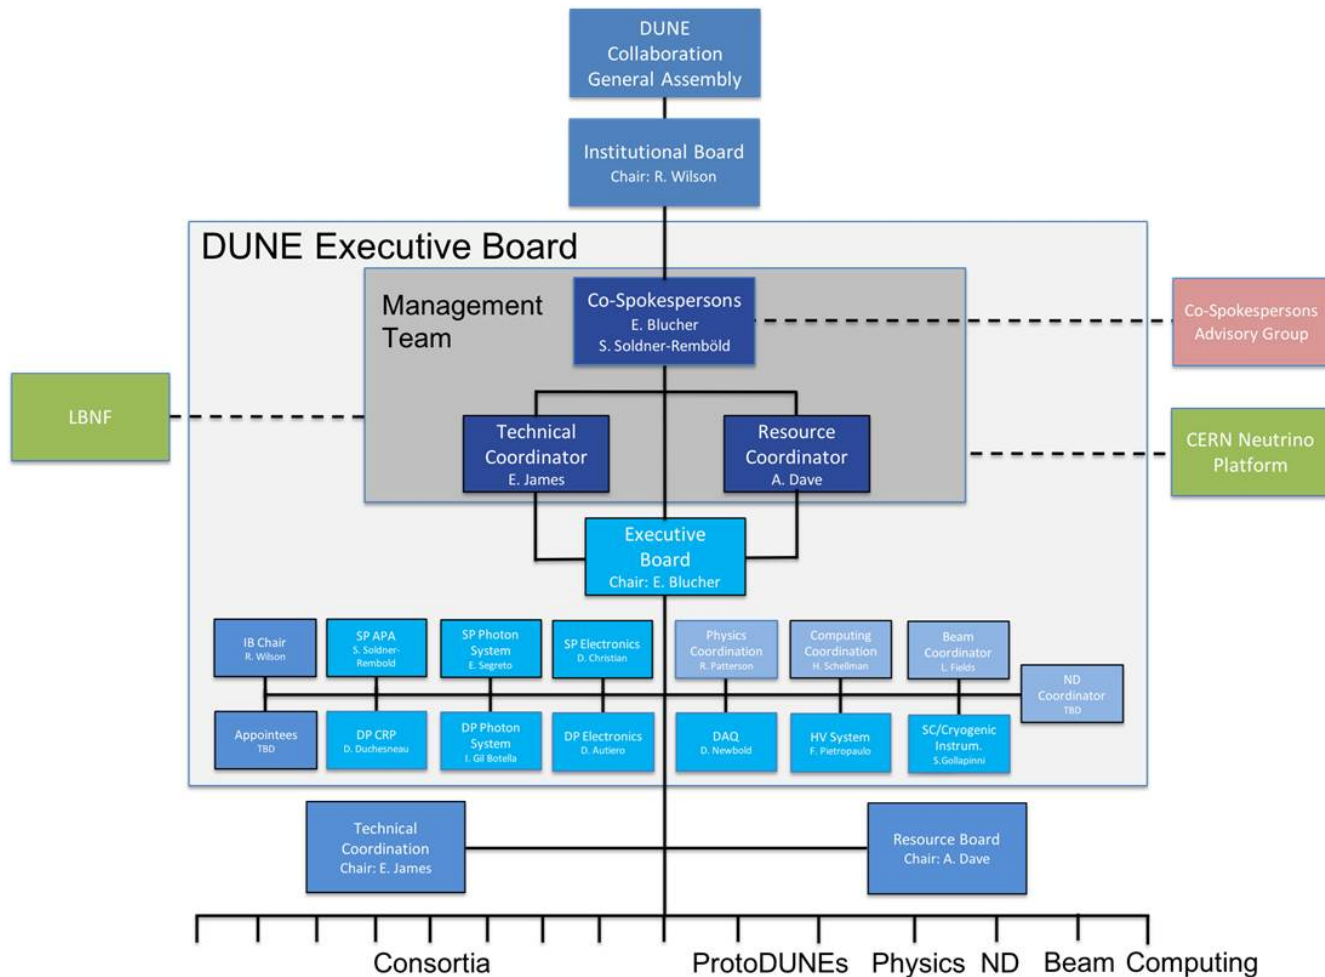 DUNE
Collaboration
General Assembly
Institutional Board
Chair: R. Wilson
DUNE Executive Board
Management
Team
Co-Spokespersons
E. Blucher
S. Soldner-Remböld
Co-Spokespersons
Advisory Group
LBNF
Technical
Coordinator
E. James
Resource
Coordinator
A. Dave
CERN Neutrino
Platform
Executive
Board
Chair: E. Blucher
IB Chair
R. Wilson
SP APA
S. Soldner-
Rembold
SP Photon
System
E. Segreto
SP Electronics
D. Christian
Physics
Coordination
R. Patterson
Computing
Coordination
H. Schellman
Beam
Coordinator
L. Fields
ND
Coordinator
TBD
Appointees
TBD
DP CRP
D. Duchesneau
DP Photon
System
I. Gil Botella
DP Electronics
D. Autiero
DAQ
D. Newbold
HV System
F. Pietropaulo
SC/Cryogenic
Instrum.
S.Gollapinni
Technical
Coordination
Chair: E. James
Resource Board
Chair: A. Dave
Consortia
ProtoDUNEs
Physics
ND
Beam
Computing